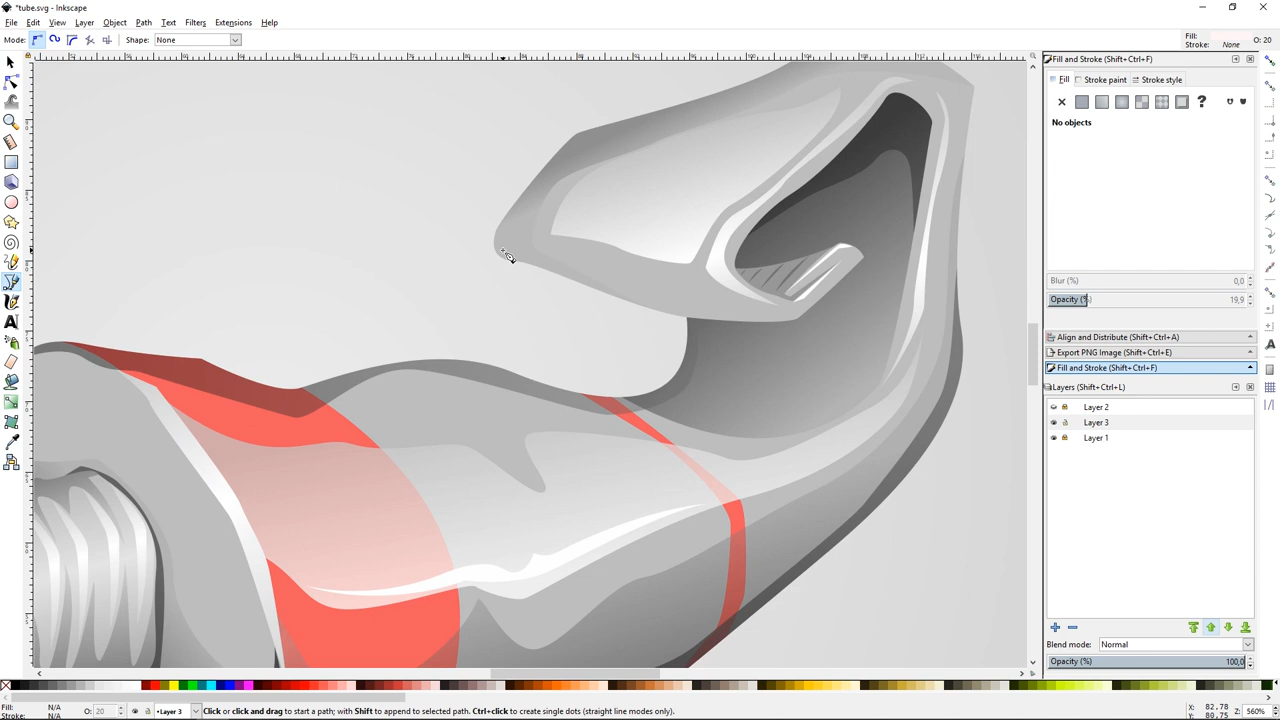 *tube.svg - Inkscape
File Edit View Layer Object Path Text Filters Extensions Help
Mode: Shape: None
Fill:
Stroke: None O: 20
Fill and Stroke (Shift+Ctrl+F)
Fill Stroke paint Stroke style
?
No objects
Blur (%) 0,0
Opacity (%) 19,9
Align and Distribute (Shift+Ctrl+A)
Export PNG Image (Shift+Ctrl+E)
Fill and Stroke (Shift+Ctrl+F)
Layers (Shift+Ctrl+L)
Layer 2
Layer 3
Layer 1
Blend mode: Normal
Opacity (%) 100,0
Fill: N/A
Stroke: N/A
O: 20
•Layer 3
Click or click and drag to start a path; with Shift to append to selected path. Ctrl+click to create single dots (straight line modes only).
X: 82,78
Y: 80,75
Z: 560%